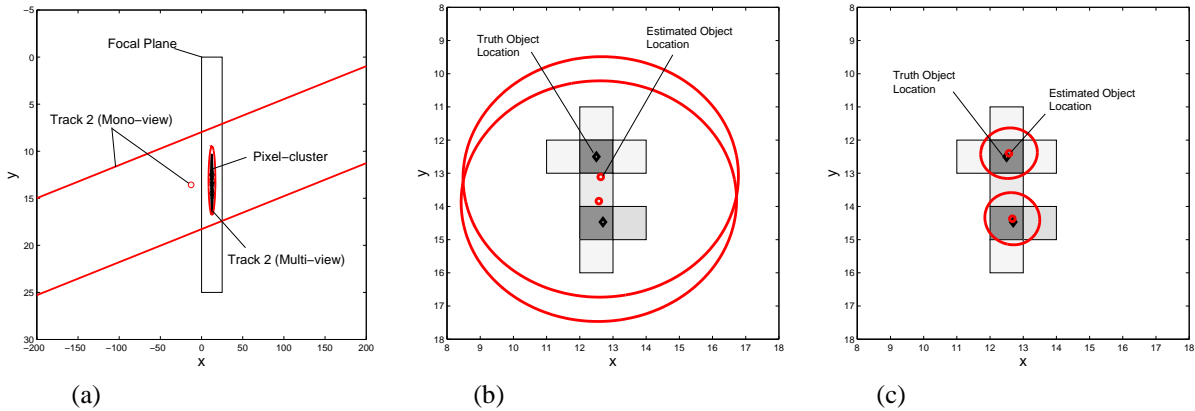 −5
0
5
10
15
20
25
30
−200 −150 −100 −50 0 50 100 150 200
x
y
Focal Plane
Track 2 (Mono−view)
Pixel−cluster
Track 2 (Multi−view)
(a)
8
9
10
11
12
13
14
15
16
17
18
8 9 10 11 12 13 14 15 16 17 18
x
y
Truth Object
Location
Estimated Object
Location
(b)
8
9
10
11
12
13
14
15
16
17
18
8 9 10 11 12 13 14 15 16 17 18
x
y
Truth Object
Location
Estimated Object
Location
(c)